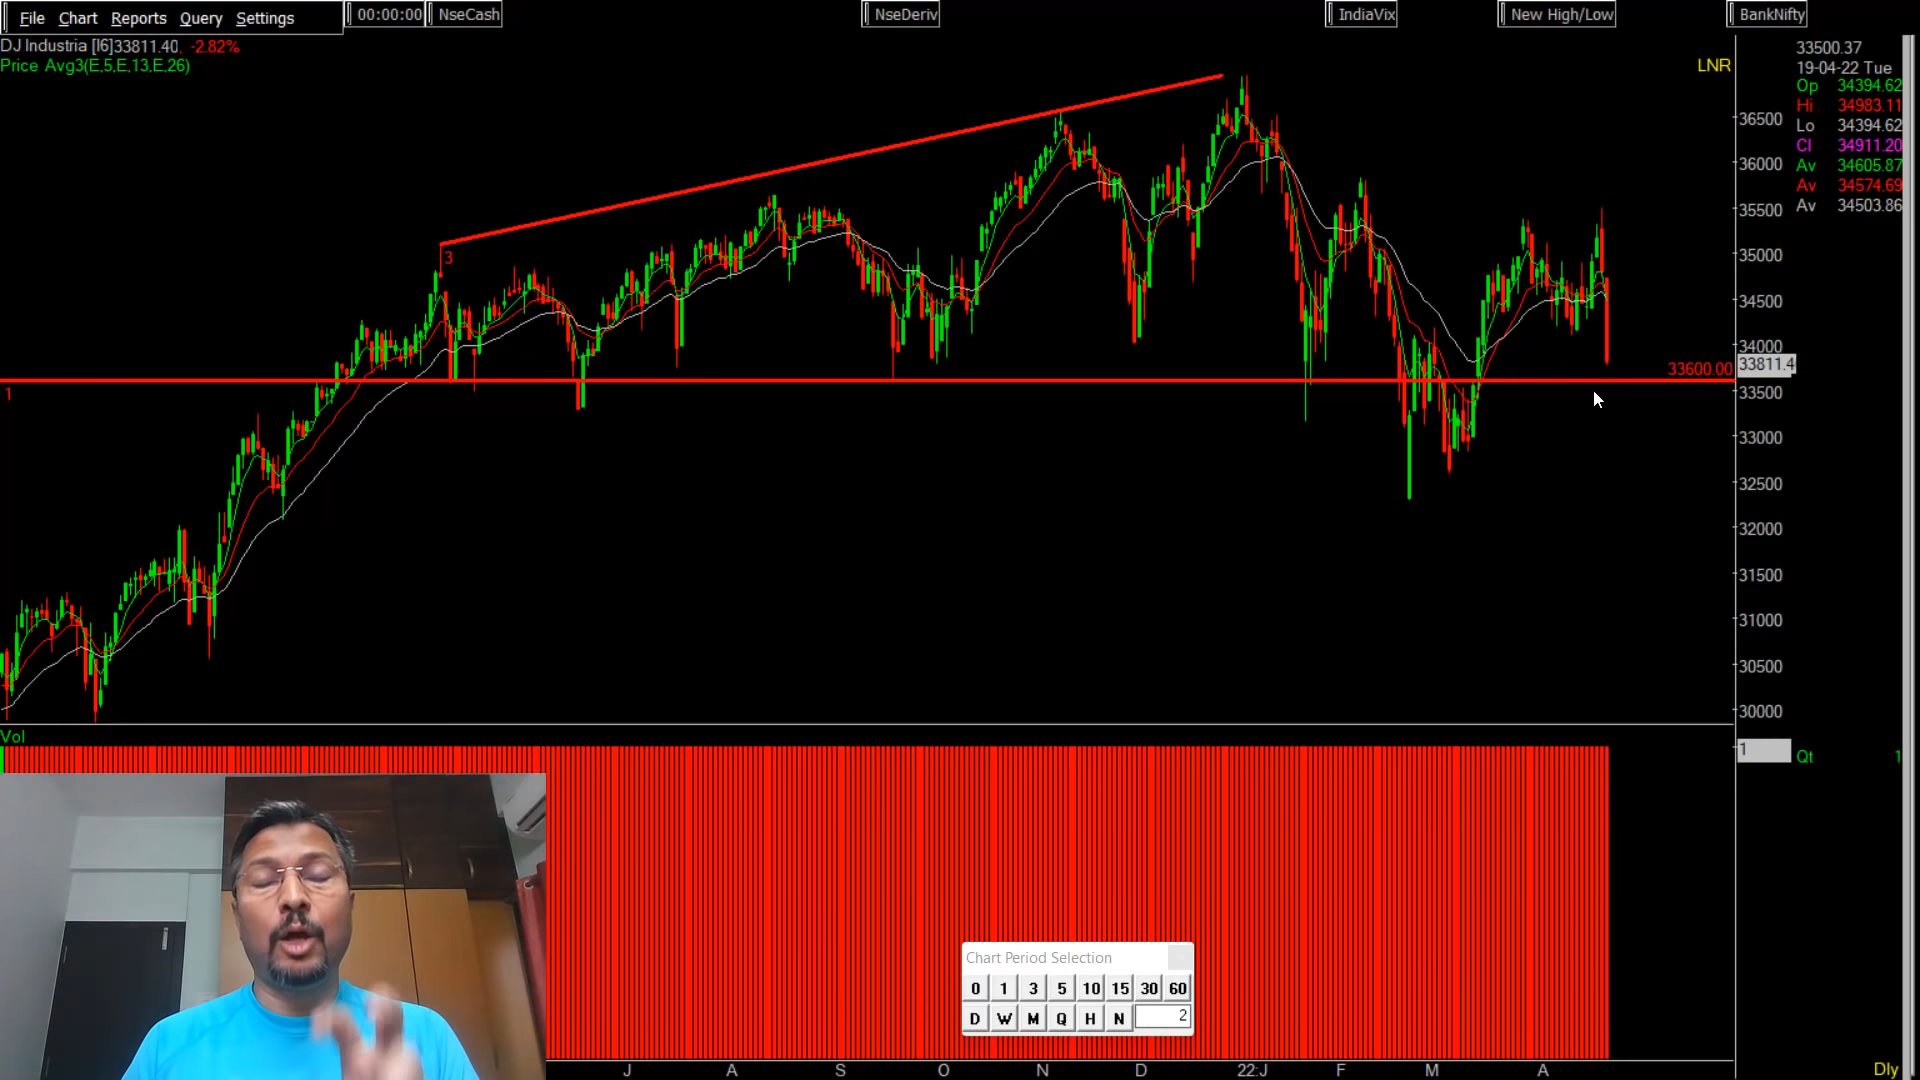 File Chart Reports Query Settings
00:00:00
NseCash
NseDeriv
IndiaVix
New High/Low
BankNifty
DJ Industria [I6]33811.40, -2.82%
Price Avg3(E,5,E,13,E,26)
LNR
33500.37
19-04-22 Tue
Op 34394.62
Hi 34983.11
Lo 34394.62
Cl 34911.20
Av 34605.87
Av 34574.69
Av 34503.86
36500
36000
35500
35000
34500
34000
33811.4
33500
33000
32500
32000
31500
31000
30500
30000
3
33600.00
1
Vol
1
Qt 1
Chart Period Selection
0 1 3 5 10 15 30 60
D W M Q H N 2
J A S O N D 22:J F M A
Dly